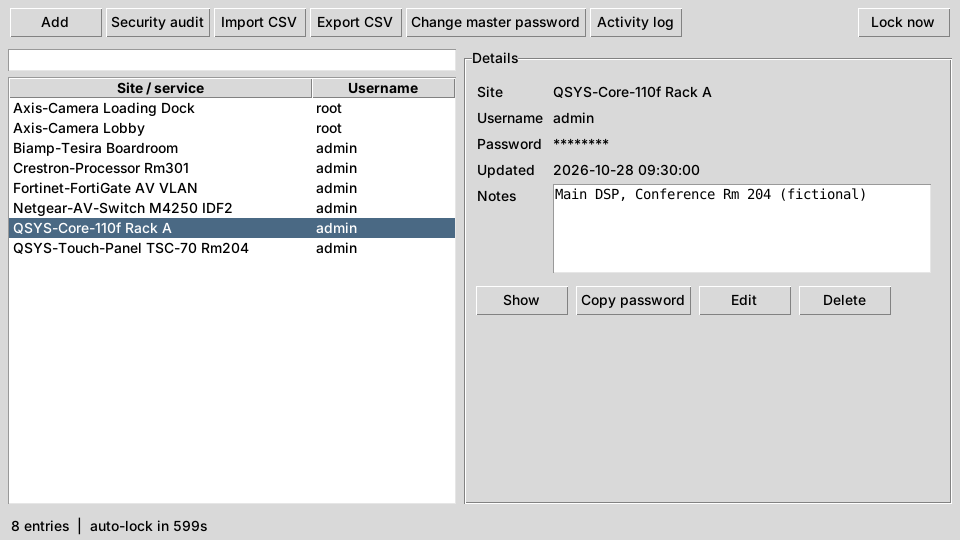 Add Security audit Import CSV Export CSV Change master password Activity log Lock now
Site / service Username
Axis-Camera Loading Dock root
Axis-Camera Lobby root
Biamp-Tesira Boardroom admin
Crestron-Processor Rm301 admin
Fortinet-FortiGate AV VLAN admin
Netgear-AV-Switch M4250 IDF2 admin
QSYS-Core-110f Rack A admin
QSYS-Touch-Panel TSC-70 Rm204 admin
Details
Site QSYS-Core-110f Rack A
Username admin
Password ********
Updated 2026-10-28 09:30:00
Notes Main DSP, Conference Rm 204 (fictional)
Show Copy password Edit Delete
8 entries | auto-lock in 599s